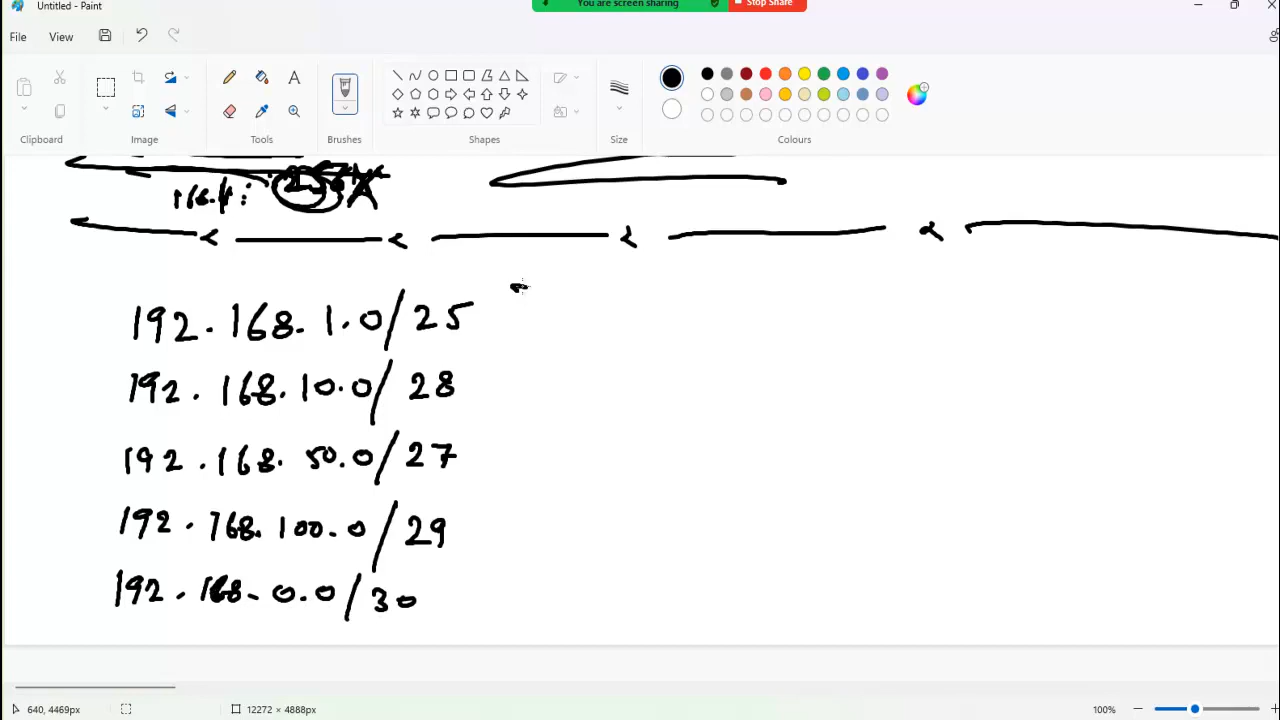 Untitled - Paint
You are screen sharing
Stop Share
File View
Clipboard Image Tools Brushes Shapes Size Colours
192.168.1.0/25
192.168.10.0/28
192.168.50.0/27
192.168.100.0/29
192.168.0.0/30
640, 4469px 12272 × 4888px 100%